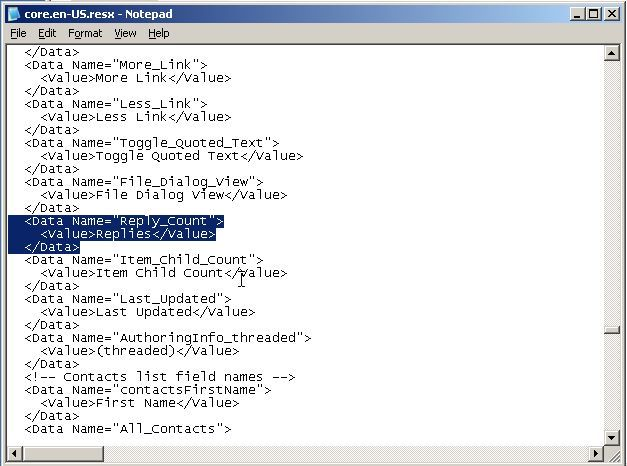 core.en-US.resx - Notepad
File Edit Format View Help
</Data>
<Data Name="More_Link">
<Value>More Link</Value>
</Data>
<Data Name="Less_Link">
<Value>Less Link</Value>
</Data>
<Data Name="Toggle_Quoted_Text">
<Value>Toggle Quoted Text</Value>
</Data>
<Data Name="File_Dialog_View">
<Value>File Dialog View</Value>
</Data>
<Data Name="Reply_Count">
<Value>Replies</Value>
</Data>
<Data Name="Item_Child_Count">
<Value>Item Child Count</Value>
</Data>
<Data Name="Last_Updated">
<Value>Last Updated</Value>
</Data>
<Data Name="AuthoringInfo_threaded">
<Value>(threaded)</Value>
</Data>
<!-- Contacts list field names -->
<Data Name="contactsFirstName">
<Value>First Name</Value>
</Data>
<Data Name="All_Contacts">